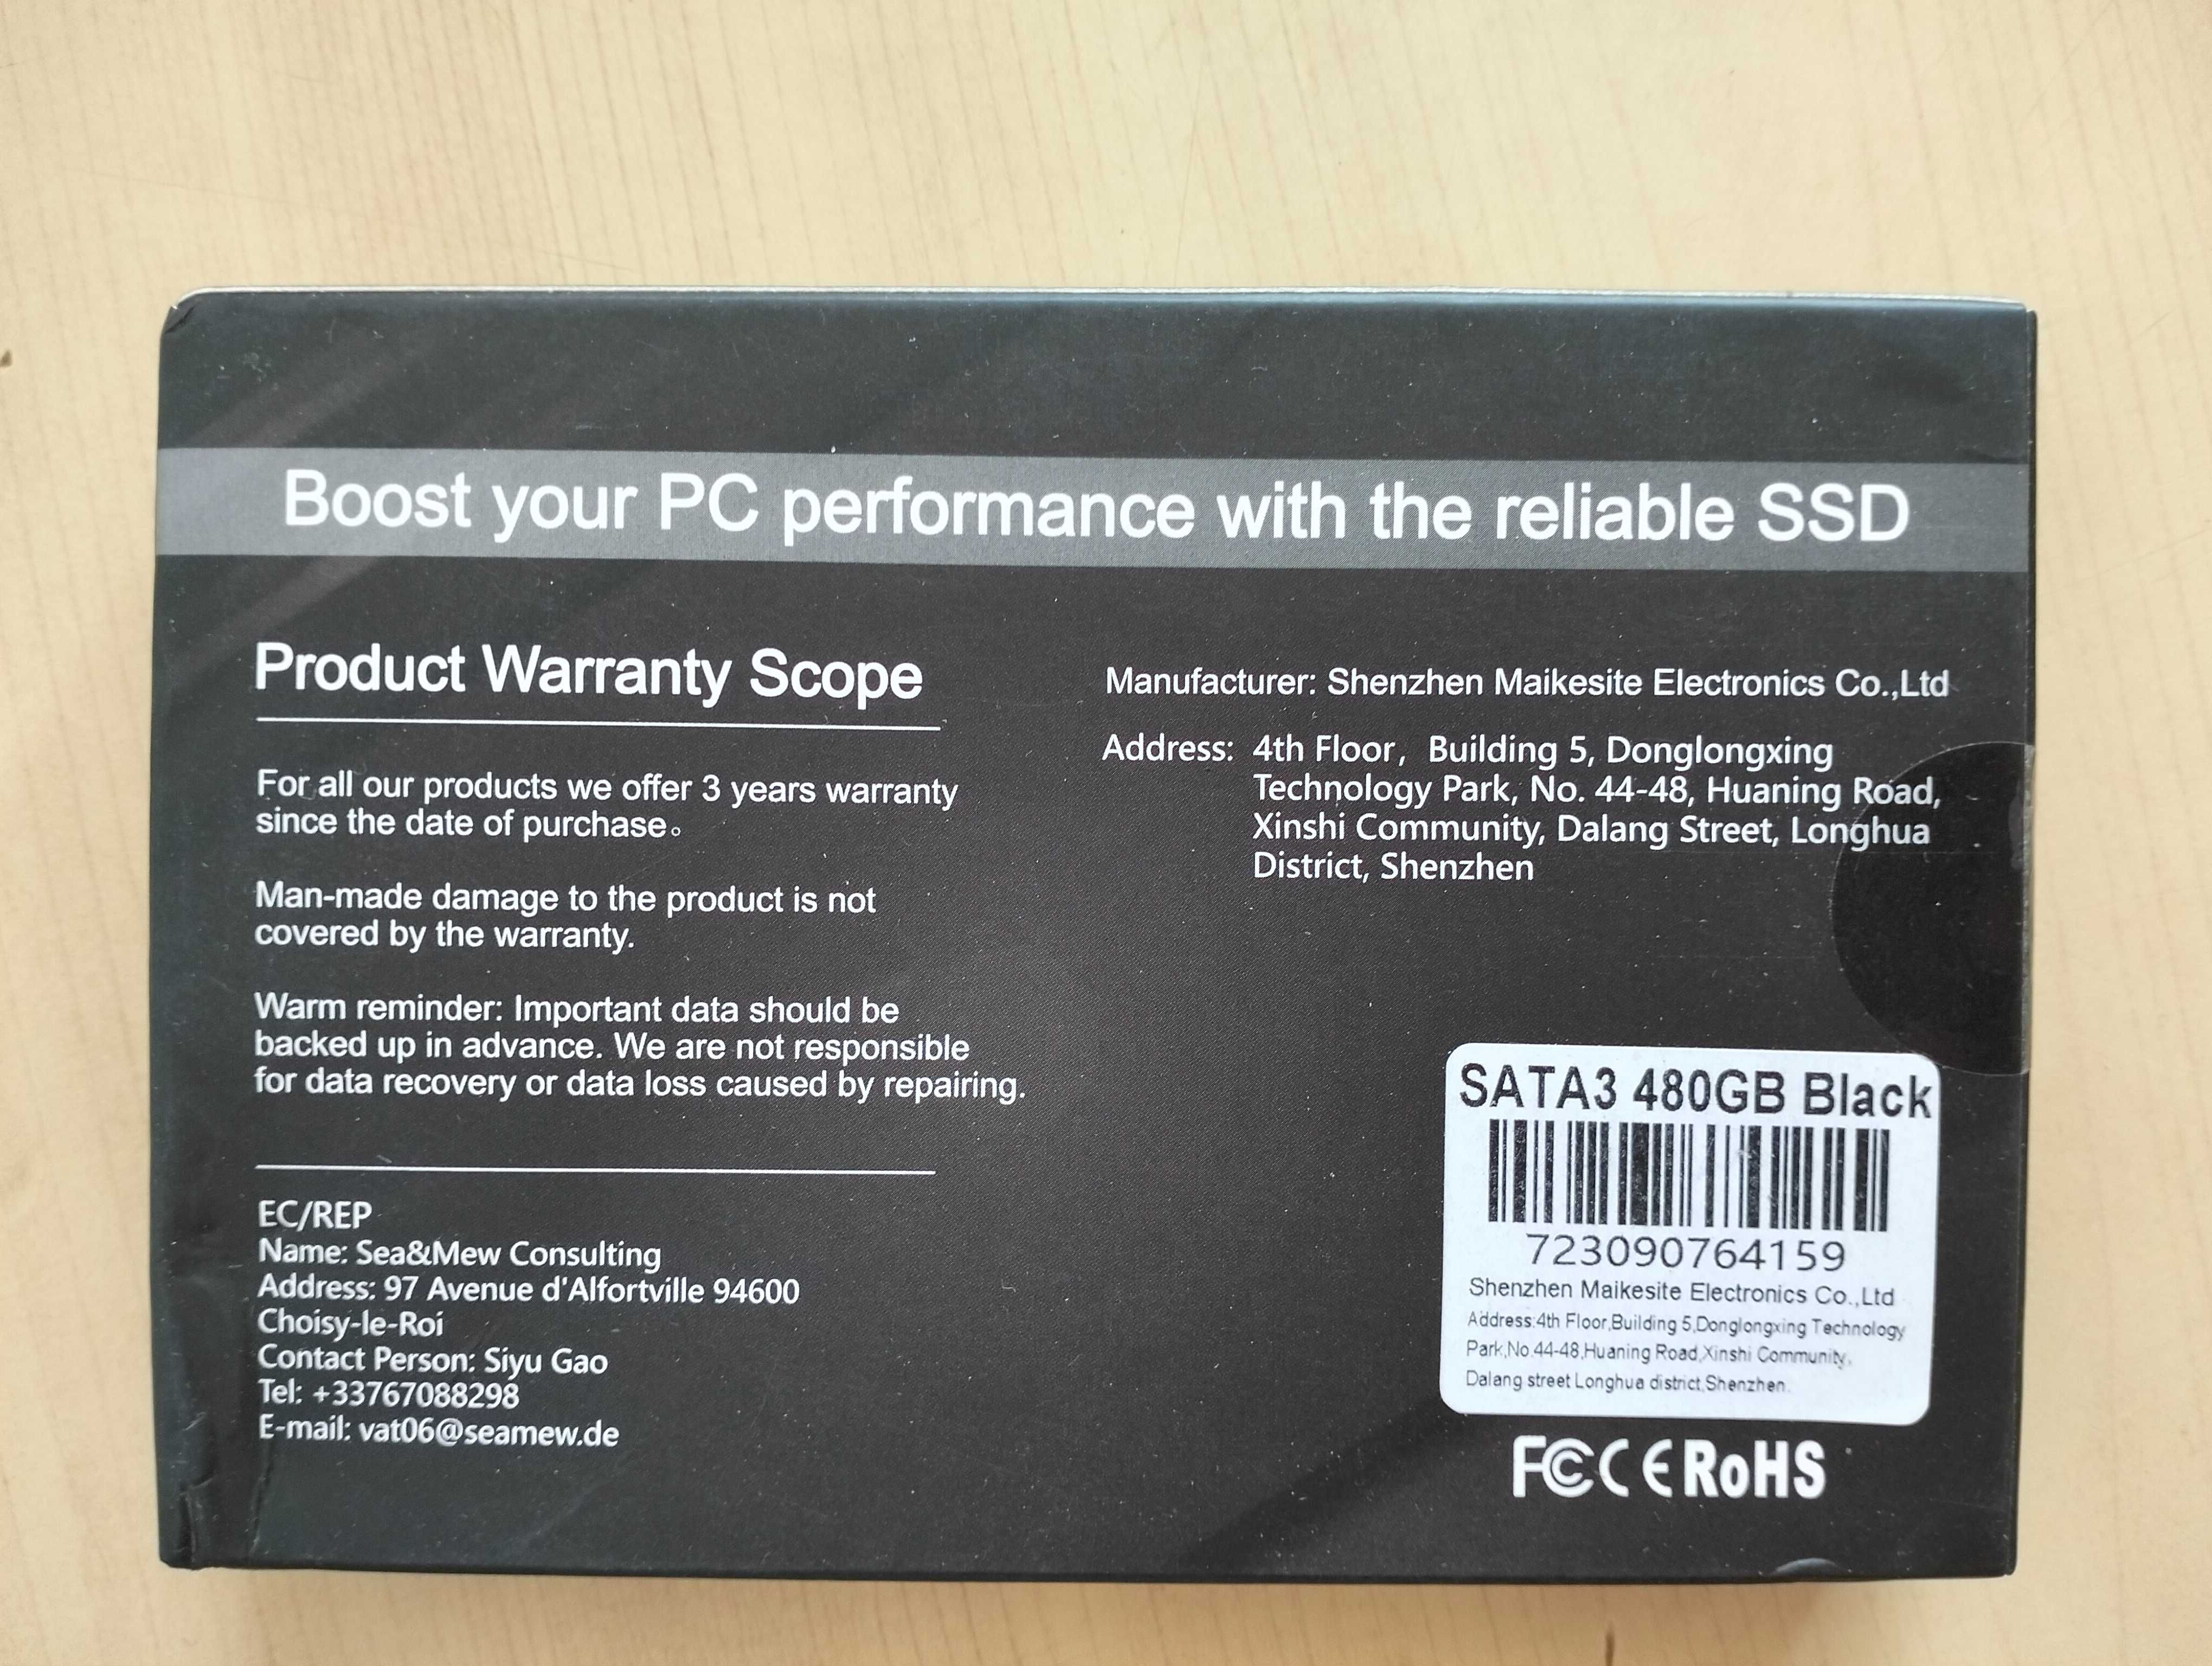 Boost your PC performance with the reliable SSD
Product Warranty Scope
For all our products we offer 3 years warranty
since the date of purchase。
Man-made damage to the product is not
covered by the warranty.
Warm reminder: Important data should be
backed up in advance. We are not responsible
for data recovery or data loss caused by repairing.
EC/REP
Name: Sea&Mew Consulting
Address: 97 Avenue d'Alfortville 94600
Choisy-le-Roi
Contact Person: Siyu Gao
Tel: +33767088298
E-mail: vat06@seamew.de
Manufacturer: Shenzhen Maikesite Electronics Co.,Ltd
Address: 4th Floor, Building 5, Donglongxing
Technology Park, No. 44-48, Huaning Road,
Xinshi Community, Dalang Street, Longhua
District, Shenzhen
SATA3 480GB Black
723090764159
Shenzhen Maikesite Electronics Co.,Ltd
Address:4th Floor,Building 5,Donglongxing Technology
Park,No.44-48,Huaning Road,Xinshi Community,
Dalang street Longhua district,Shenzhen.
FCC CE RoHS